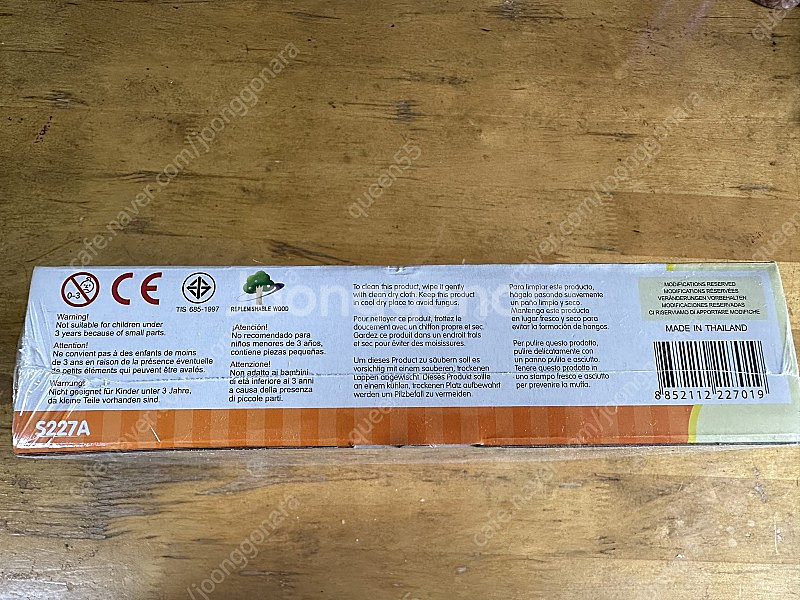 0-3
CE
TIS 685-1997
REPLENISHABLE WOOD
Warning!
Not suitable for children under
3 years because of small parts.
Attention!
Ne convient pas à des enfants de moins
de 3 ans en raison de la présence éventuelle
de petits éléments qui peuvent être avalés.
Warnung:
Nicht geeignet für Kinder unter 3 Jahre,
da kleine Teile vorhanden sind.
¡Atención!
No recomendado para
niños menores de 3 años,
contiene piezas pequeñas.
Attenzione!
Non adatto ai bambini
di età inferiore ai 3 anni
a causa della presenza
di piccole parti.
To clean this product, wipe it gently
with clean dry cloth. Keep this product
in cool dry place to avoid fungus.
Pour nettoyer ce produit, trottez le
doucement avec un chiffon propre et sec.
Gardez ce produit dans un endroit frais
et sec pour éviter des moisissures.
Um dieses Produkt zu säubern soll es
vorsichtig mit einem sauberen, trockenen
Lappen abgewischt. Dieses Produkt sollte
an einem kühlen, trockenen Platz aufbewahrt
werden um Pilzbefall zu vermeiden.
Para limpiar este producto,
hágalo pasando suavemente
un paño limpio y seco.
Mantenga este producto
en lugar fresco y seco para
evitar la formación de hongos.
Per pulire questo prodotto,
pulire delicatamente con
un panno pulito e asciutto.
Tenere questo prodotto in
una stampo fresco e asciutto
per prevenire la muffa.
MODIFICATIONS RESERVED
MODIFICATIONS RÉSERVÉES
VERÄNDERUNGEN VORBEHALTEN
MODIFICACIONES RESERVADAS
CI RISERVIAMO DI APPORTARE MODIFICHE
MADE IN THAILAND
8 852112 227019
S227A
cafe.naver.com/joonggonara
queen55